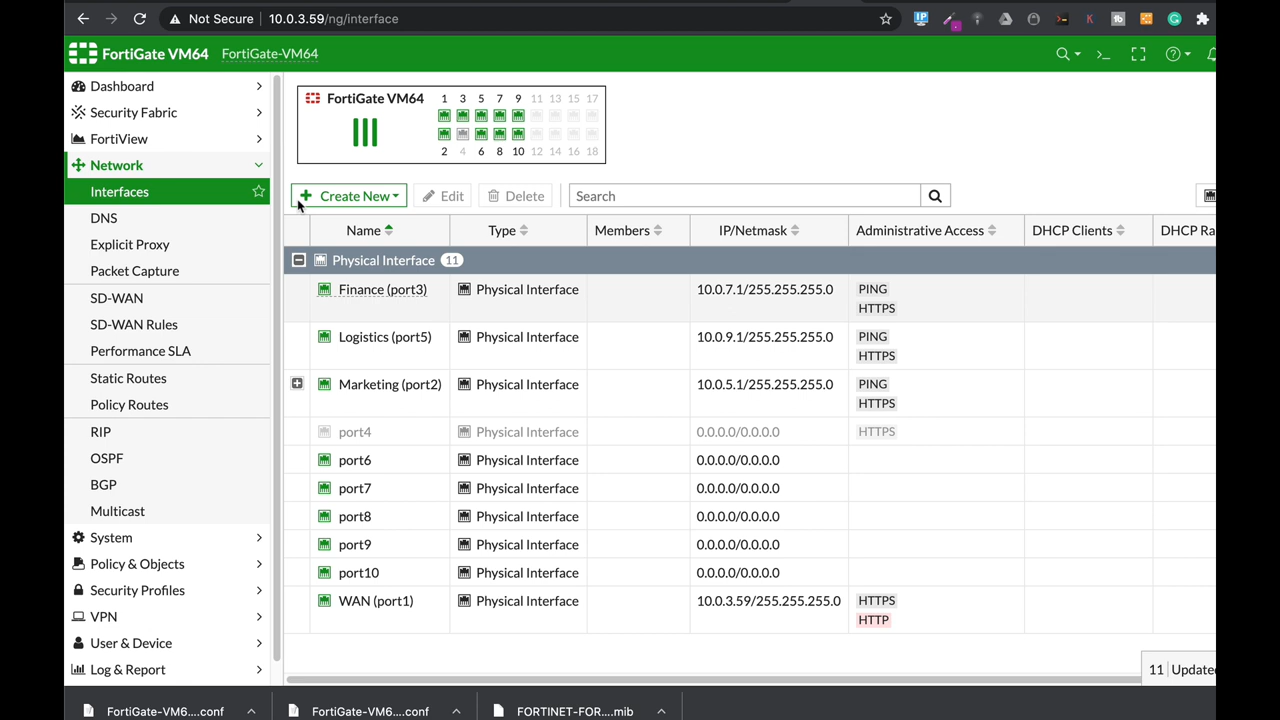 Not Secure | 10.0.3.59/ng/interface
FortiGate VM64 FortiGate-VM64
Dashboard
Security Fabric
FortiView
Network
Interfaces
DNS
Explicit Proxy
Packet Capture
SD-WAN
SD-WAN Rules
Performance SLA
Static Routes
Policy Routes
RIP
OSPF
BGP
Multicast
System
Policy & Objects
Security Profiles
VPN
User & Device
Log & Report
FortiGate VM64
1 3 5 7 9 11 13 15 17
2 4 6 8 10 12 14 16 18
+ Create New Edit Delete Search
Name Type Members IP/Netmask Administrative Access DHCP Clients DHCP Ra
Physical Interface 11
Finance (port3) Physical Interface 10.0.7.1/255.255.255.0 PING
HTTPS
Logistics (port5) Physical Interface 10.0.9.1/255.255.255.0 PING
HTTPS
Marketing (port2) Physical Interface 10.0.5.1/255.255.255.0 PING
HTTPS
port4 Physical Interface 0.0.0.0/0.0.0.0 HTTPS
port6 Physical Interface 0.0.0.0/0.0.0.0
port7 Physical Interface 0.0.0.0/0.0.0.0
port8 Physical Interface 0.0.0.0/0.0.0.0
port9 Physical Interface 0.0.0.0/0.0.0.0
port10 Physical Interface 0.0.0.0/0.0.0.0
WAN (port1) Physical Interface 10.0.3.59/255.255.255.0 HTTPS
HTTP
11 Updated
FortiGate-VM6....conf FortiGate-VM6....conf FORTINET-FOR....mib